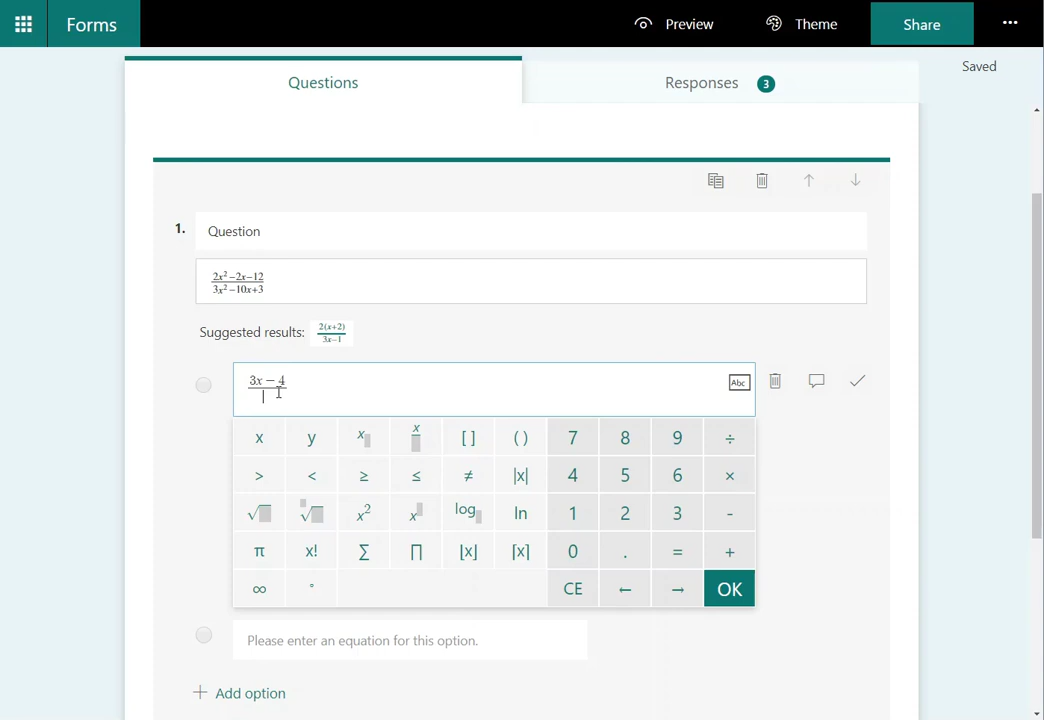 Forms
Preview
Theme
Share
...
Questions
Responses 3
Saved
1.
Question
2x²−2x−12
3x²−10x+3
Suggested results:
2(x+2)
3x−1
3x − 4
Abc
x y x x [ ] ( ) 7 8 9 ÷
> < ≥ ≤ ≠ |x| 4 5 6 ×
√ √ x² x log ln 1 2 3 -
π x! ∑ ∏ ⌊x⌋ ⌈x⌉ 0 . = +
∞ ° CE ← → OK
Please enter an equation for this option.
+ Add option